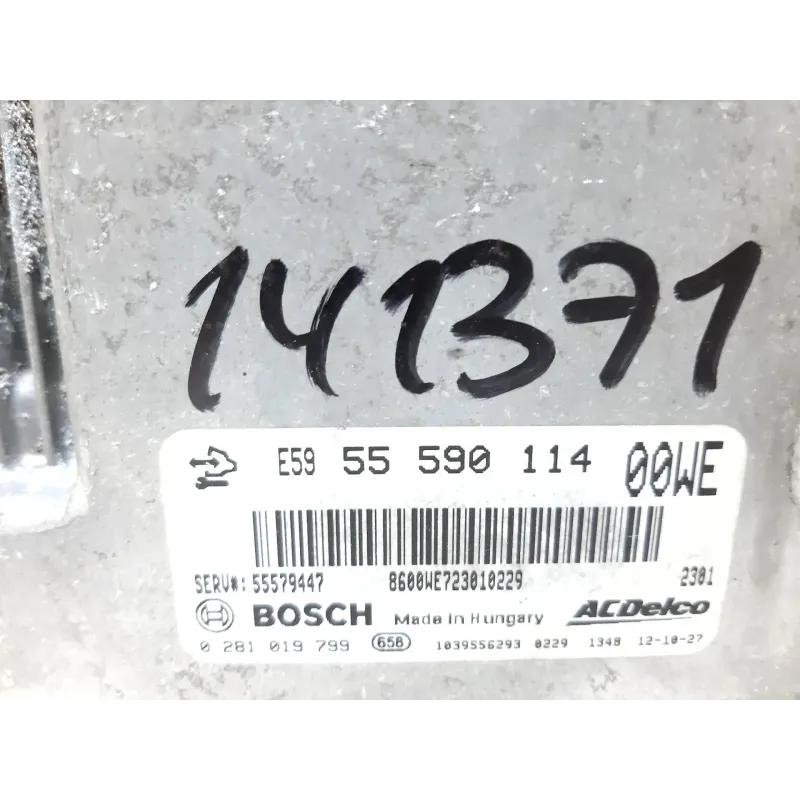 141371
E59 55 590 114 00WE
SERV#: 55579447 8600WE723010229 2301
BOSCH Made in Hungary ACDelco
0 281 019 799 658 1039556293 0229 1348 12-10-27